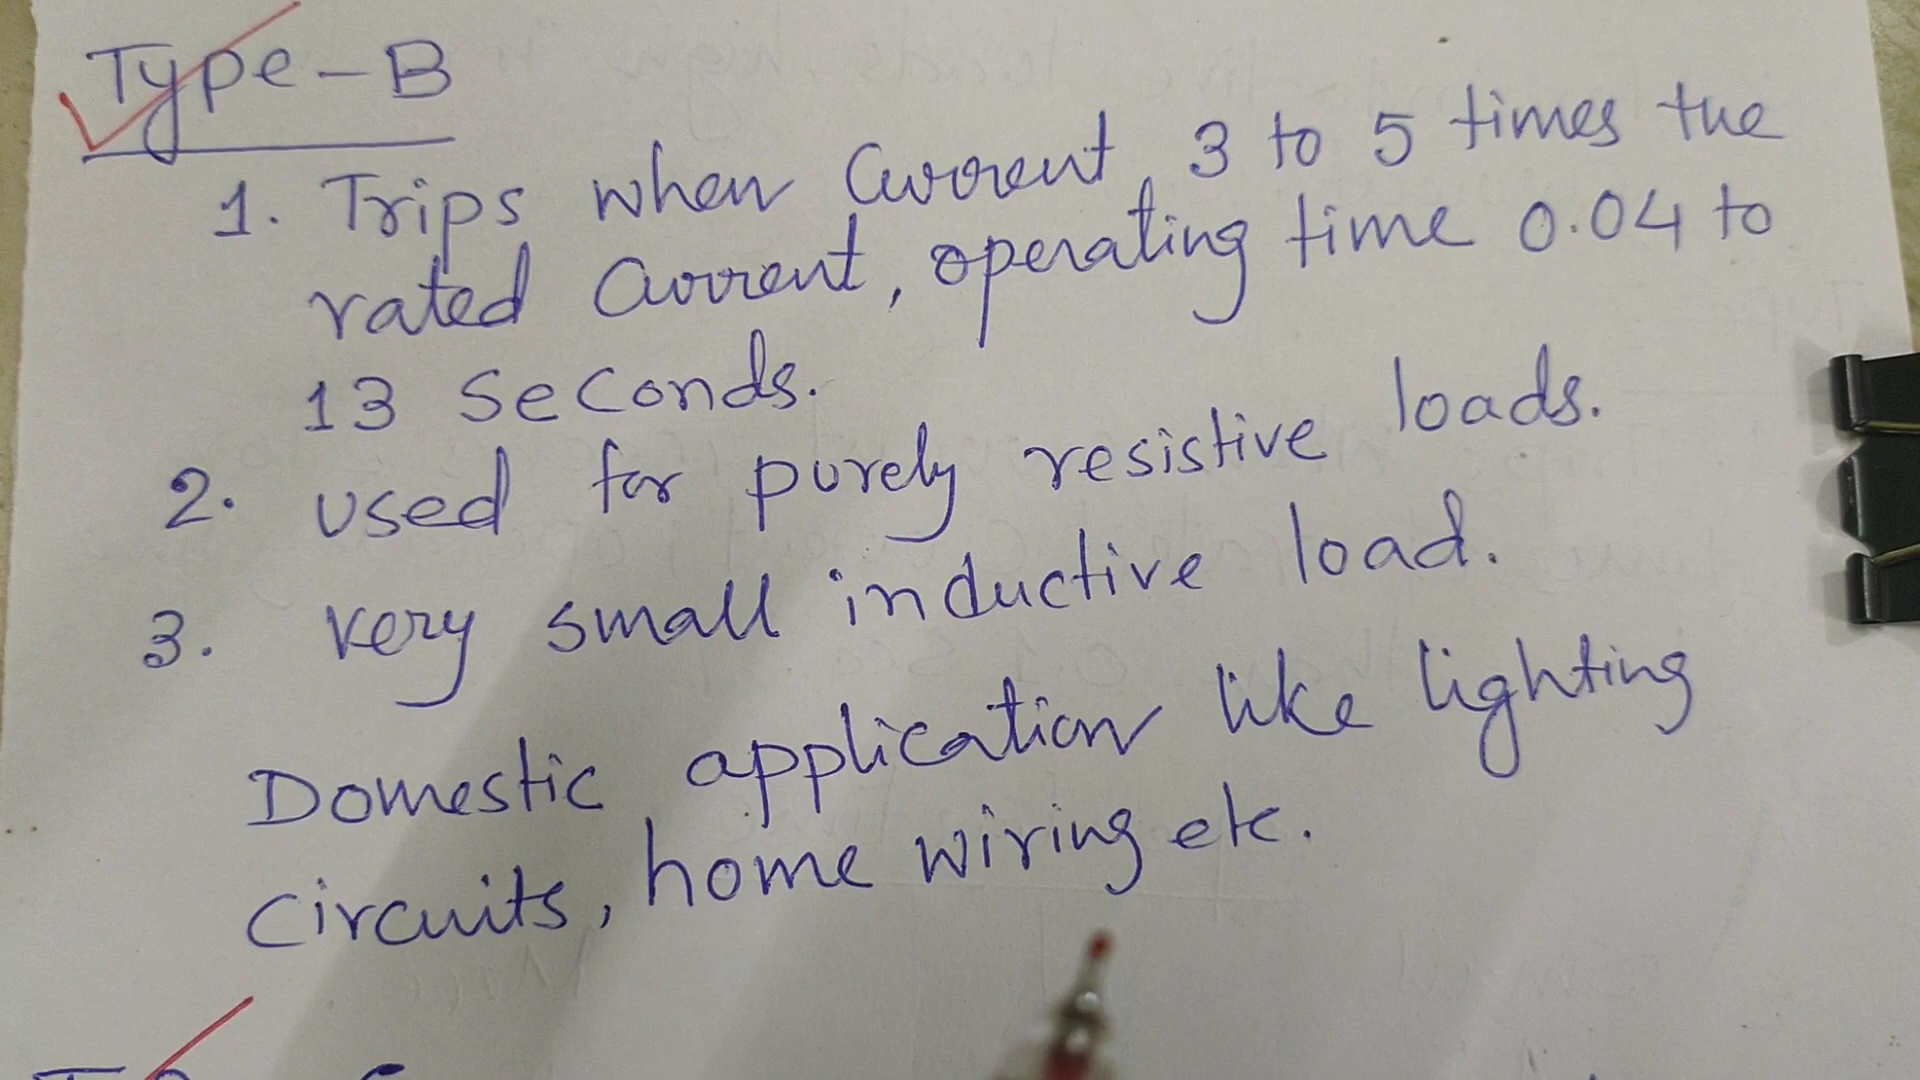 Type-B
1. Trips when Current, 3 to 5 times the
rated Current, operating time 0.04 to
13 Seconds.
2. used for purely resistive loads.
3. very small inductive load.
Domestic application like lighting
Circuits, home wiring etc.